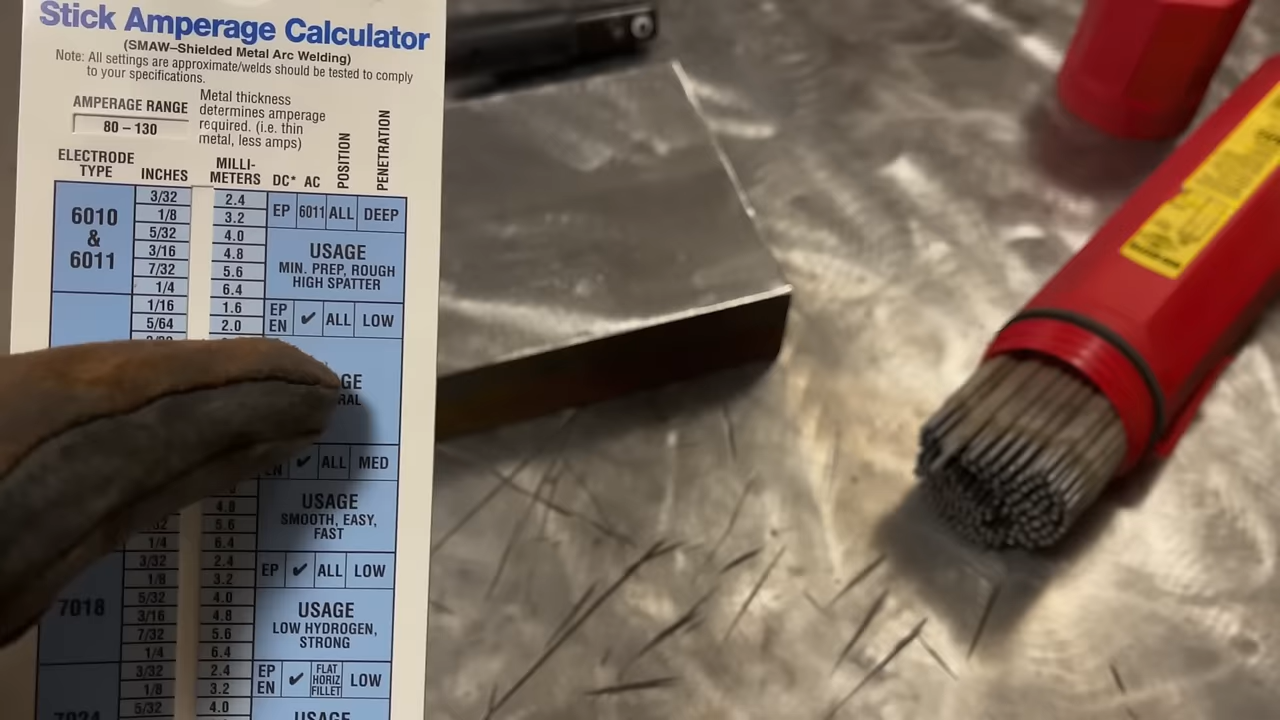 Stick Amperage Calculator
(SMAW–Shielded Metal Arc Welding)
Note: All settings are approximate/welds should be tested to comply
to your specifications.
AMPERAGE RANGE
80 – 130
Metal thickness
determines amperage
required. (i.e. thin
metal, less amps)
ELECTRODE
TYPE
INCHES
MILLI-
METERS
DC*
AC
POSITION
PENETRATION
6010
&
6011
3/32
1/8
5/32
3/16
7/32
1/4
2.4
3.2
4.0
4.8
5.6
6.4
EP
6011
ALL
DEEP
USAGE
MIN. PREP, ROUGH
HIGH SPATTER
1/16
5/64
1.6
2.0
EP
EN
✔
ALL
LOW
✔
ALL
MED
4.8
5.6
1/4
6.4
USAGE
SMOOTH, EASY,
FAST
7018
3/32
1/8
5/32
3/16
7/32
1/4
2.4
3.2
4.0
4.8
5.6
6.4
EP
✔
ALL
LOW
USAGE
LOW HYDROGEN,
STRONG
3/32
1/8
5/32
2.4
3.2
4.0
EP
EN
✔
FLAT
HORIZ
FILLET
LOW
USAGE